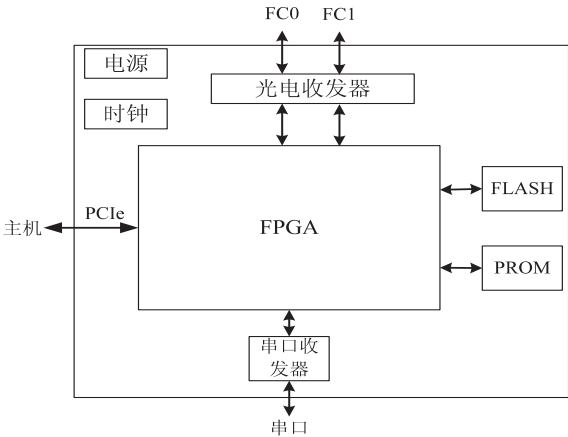 FC0 FC1
电源
光电收发器
时钟
FLASH
PCIe
主机
FPGA
PROM
串口收
发器
串口